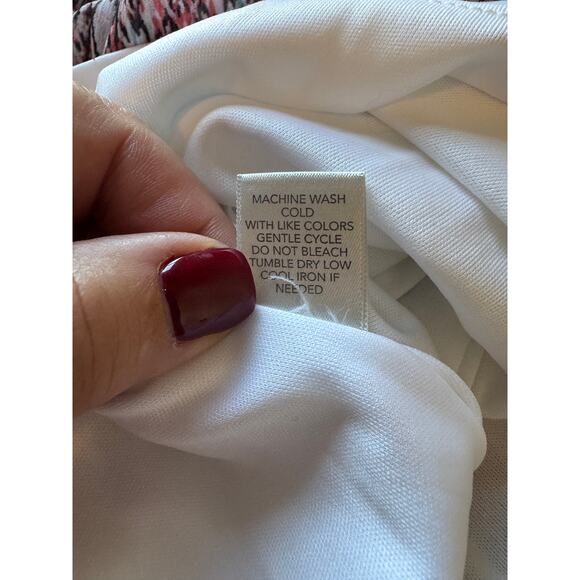 MACHINE WASH
COLD
WITH LIKE COLORS
GENTLE CYCLE
DO NOT BLEACH
TUMBLE DRY LOW
COOL IRON IF
NEEDED